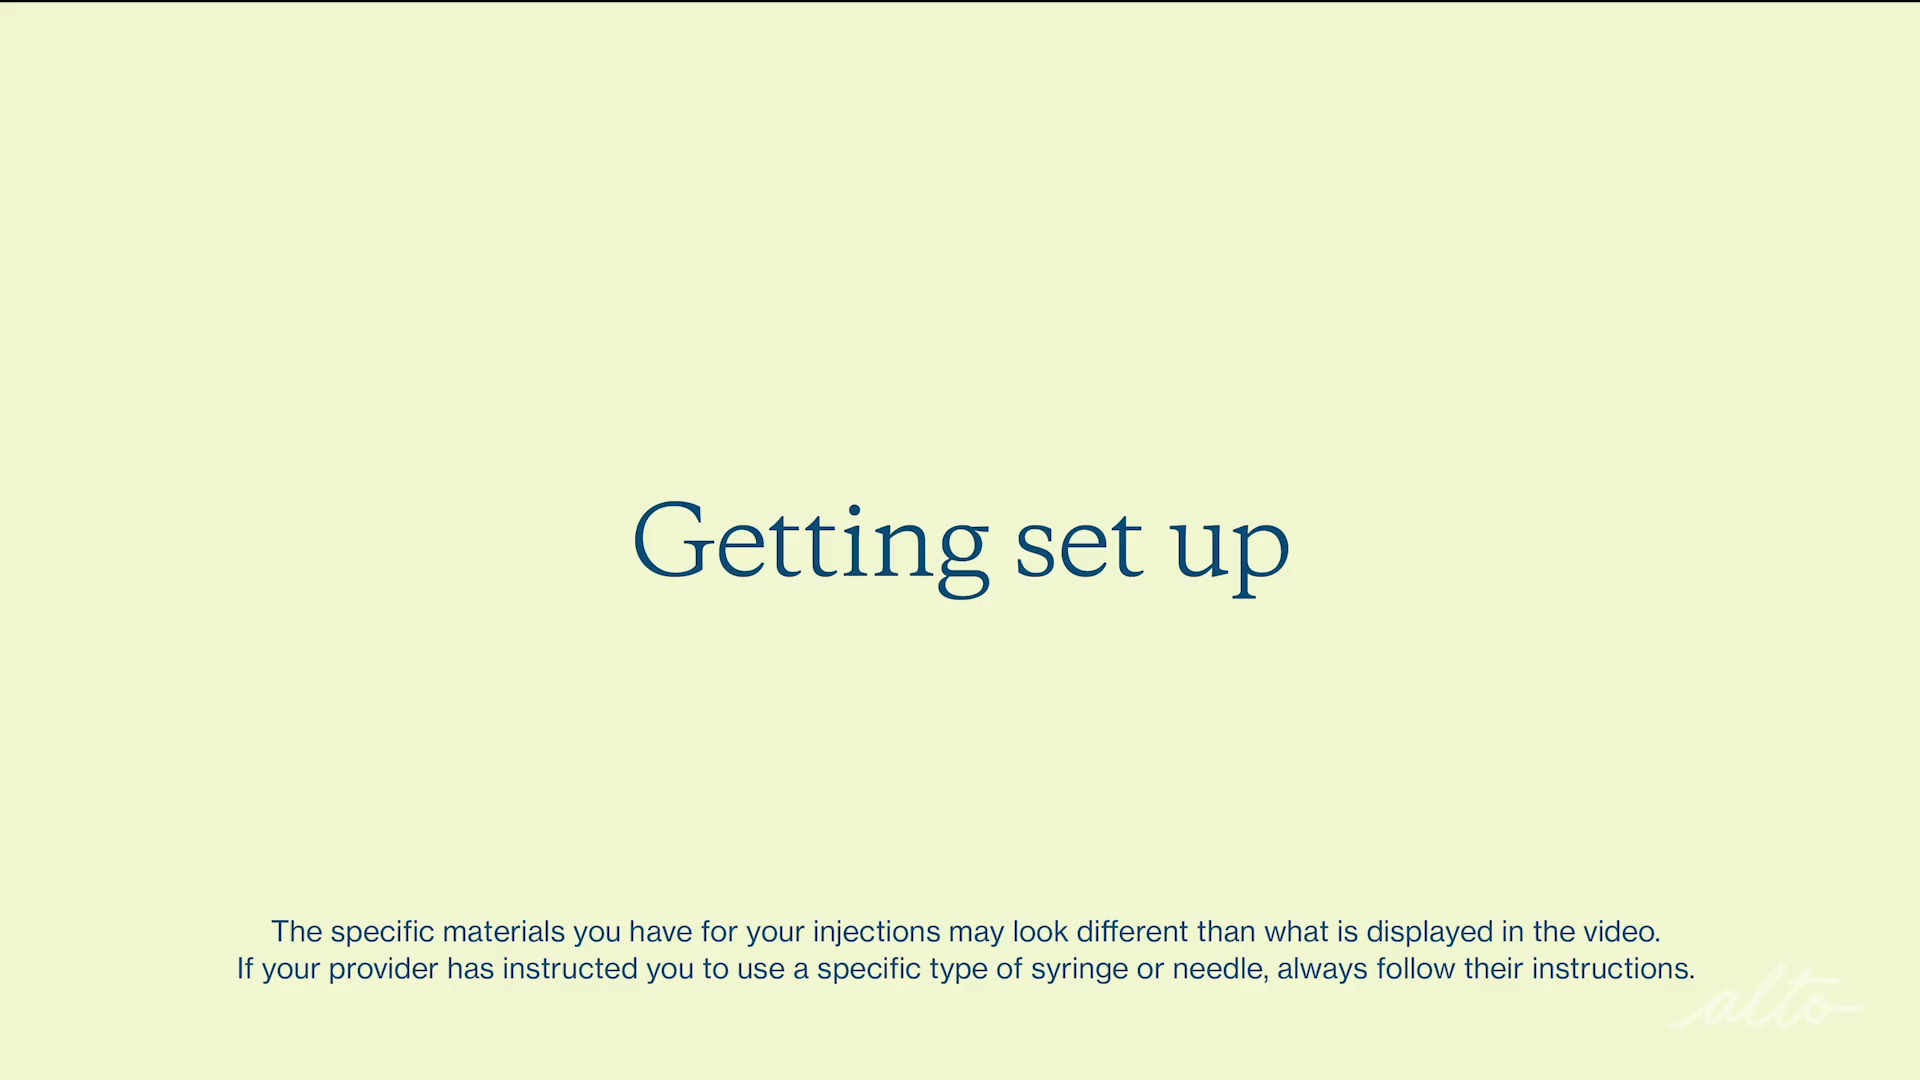 Getting set up
The specific materials you have for your injections may look different than what is displayed in the video.
If your provider has instructed you to use a specific type of syringe or needle, always follow their instructions.
alto